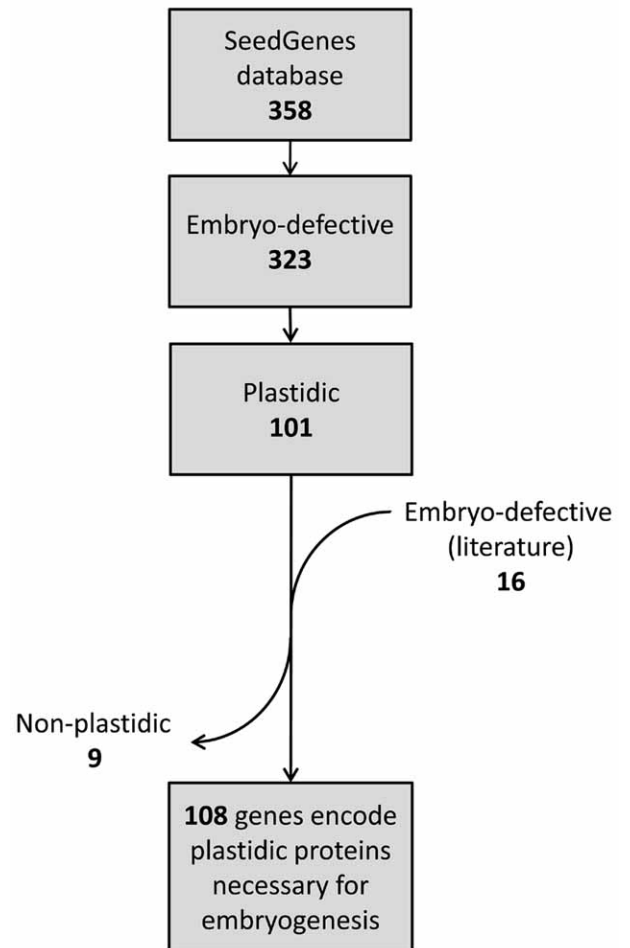 SeedGenes
database
358
Embryo-defective
323
Plastidic
101
Embryo-defective
(literature)
16
Non-plastidic
9
108 genes encode
plastidic proteins
necessary for
embryogenesis